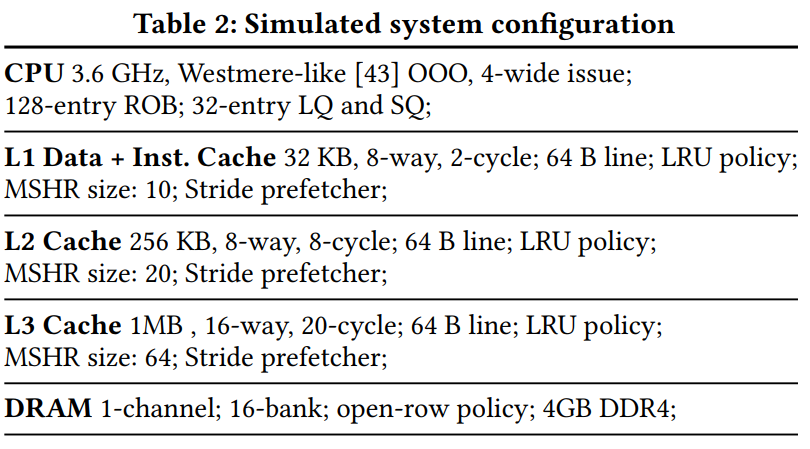 Table 2: Simulated system configuration
CPU 3.6 GHz, Westmere-like [43] OOO, 4-wide issue;
128-entry ROB; 32-entry LQ and SQ;
L1 Data + Inst. Cache 32 KB, 8-way, 2-cycle; 64 B line; LRU policy;
MSHR size: 10; Stride prefetcher;
L2 Cache 256 KB, 8-way, 8-cycle; 64 B line; LRU policy;
MSHR size: 20; Stride prefetcher;
L3 Cache 1MB , 16-way, 20-cycle; 64 B line; LRU policy;
MSHR size: 64; Stride prefetcher;
DRAM 1-channel; 16-bank; open-row policy; 4GB DDR4;